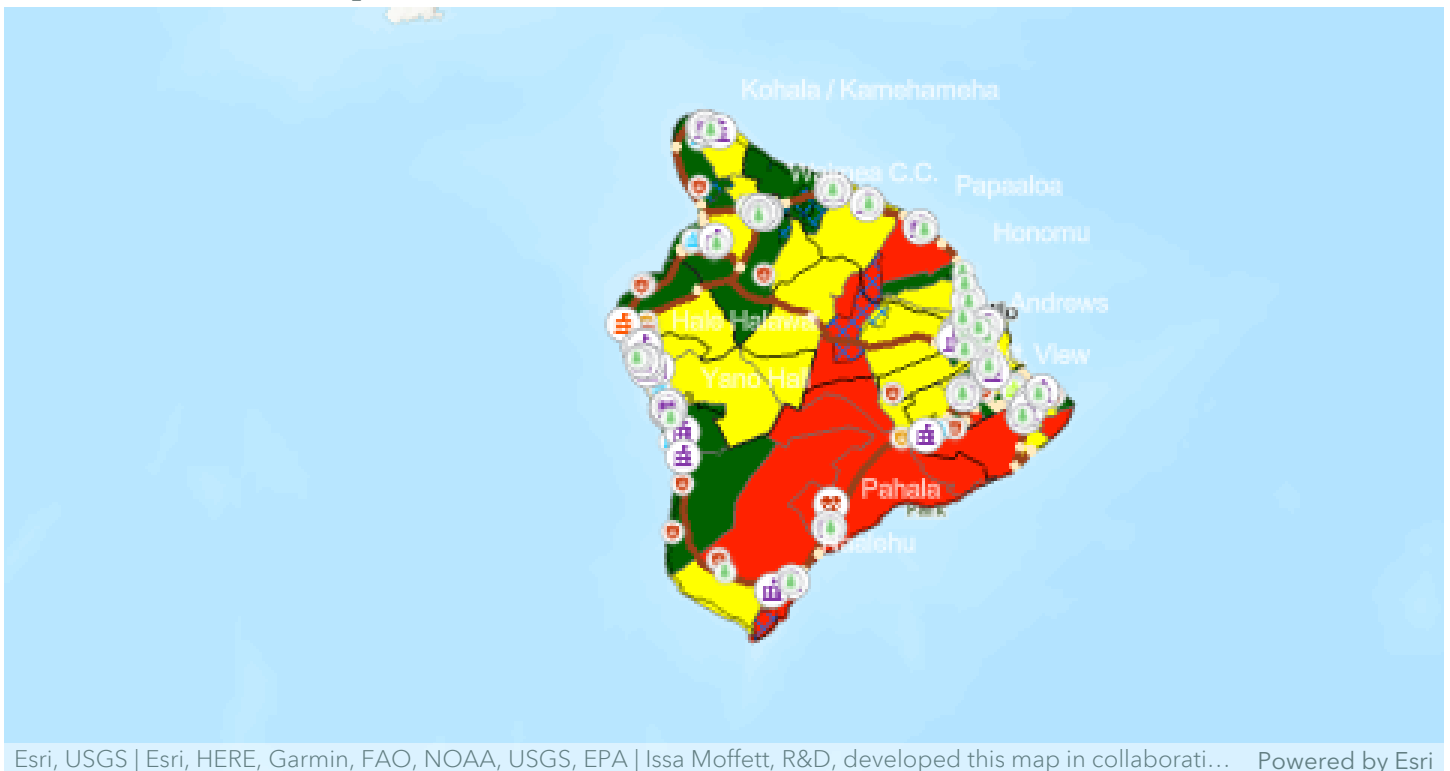 Kohala / Kamehameha
Waimea C.C.
Papaaloa
Honomu
Andrews
Hale Halawai
View
Yano Hall
Pahala
Park
Esri, USGS | Esri, HERE, Garmin, FAO, NOAA, USGS, EPA | Issa Moffett, R&D, developed this map in collaborati...
Powered by Esri